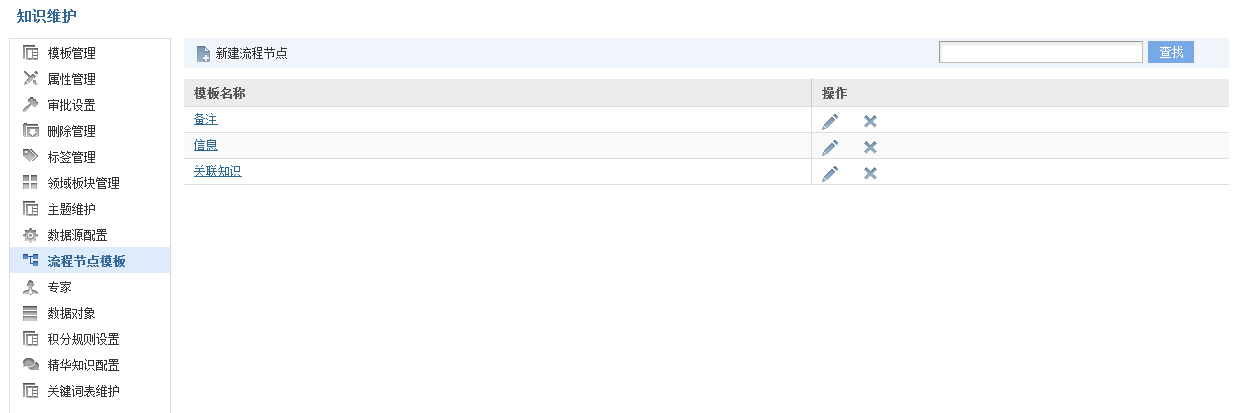 知识维护
模板管理
属性管理
审批设置
删除管理
标签管理
领域板块管理
主题维护
数据源配置
流程节点模板
专家
数据对象
积分规则设置
精华知识配置
关键词表维护
新建流程节点
查找
模板名称
操作
备注
信息
关联知识